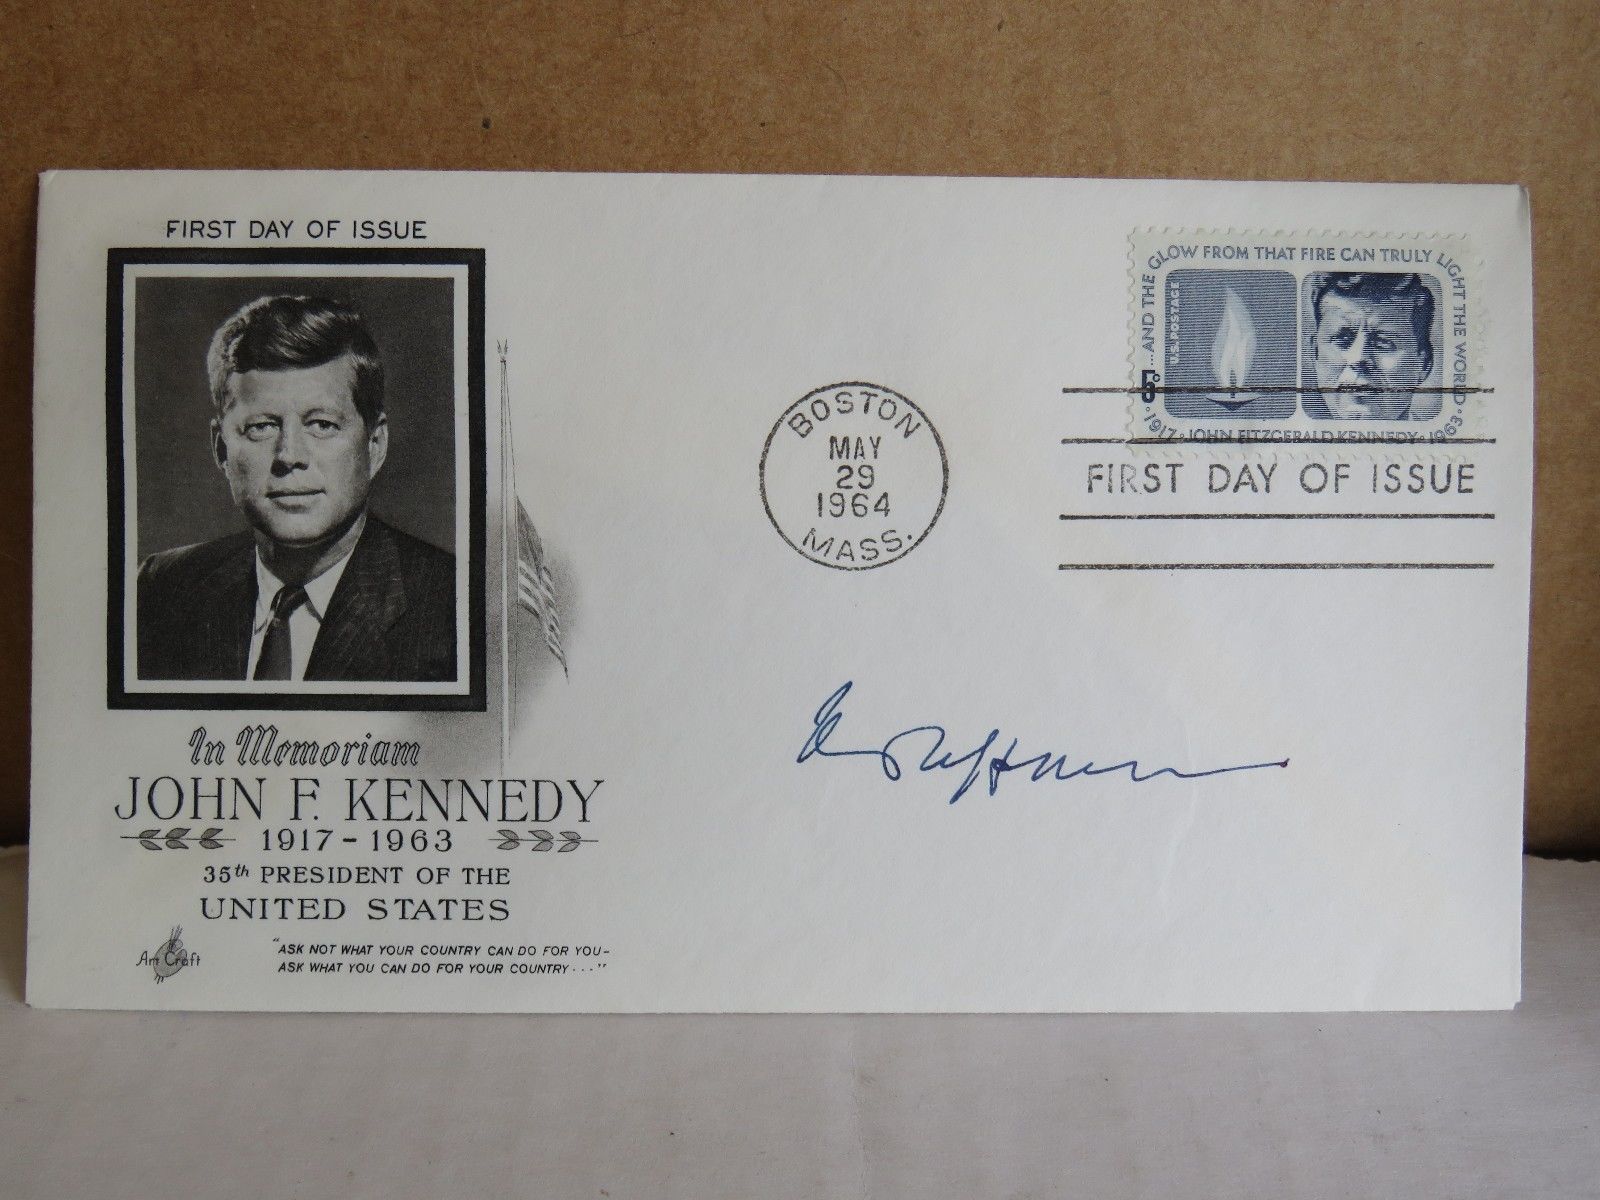 FIRST DAY OF ISSUE
In Memoriam
JOHN F. KENNEDY
1917 - 1963
35th PRESIDENT OF THE
UNITED STATES
Art Craft
"ASK NOT WHAT YOUR COUNTRY CAN DO FOR YOU-
ASK WHAT YOU CAN DO FOR YOUR COUNTRY..."
BOSTON
MAY
29
1964
MASS.
...AND THE GLOW FROM THAT FIRE CAN TRULY LIGHT THE WORLD.
U.S. POSTAGE
5c
1917 · JOHN FITZGERALD KENNEDY · 1963
FIRST DAY OF ISSUE